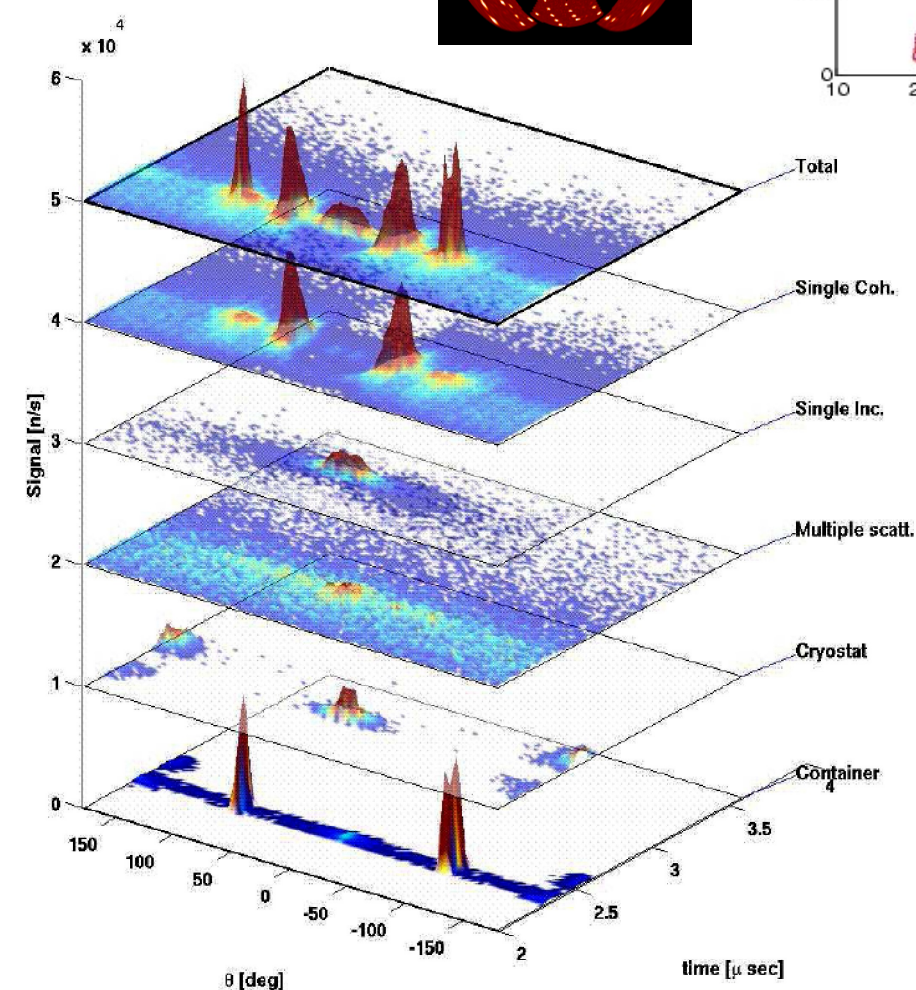 4
x 10
6
5
4
3
2
1
0
Signal [n/s]
Total
Single Coh.
Single Inc.
Multiple scatt.
Cryostat
Container
150
100
50
0
-50
-100
-150
θ [deg]
2
2.5
3
3.5
4
time [μ sec]
0
10
2